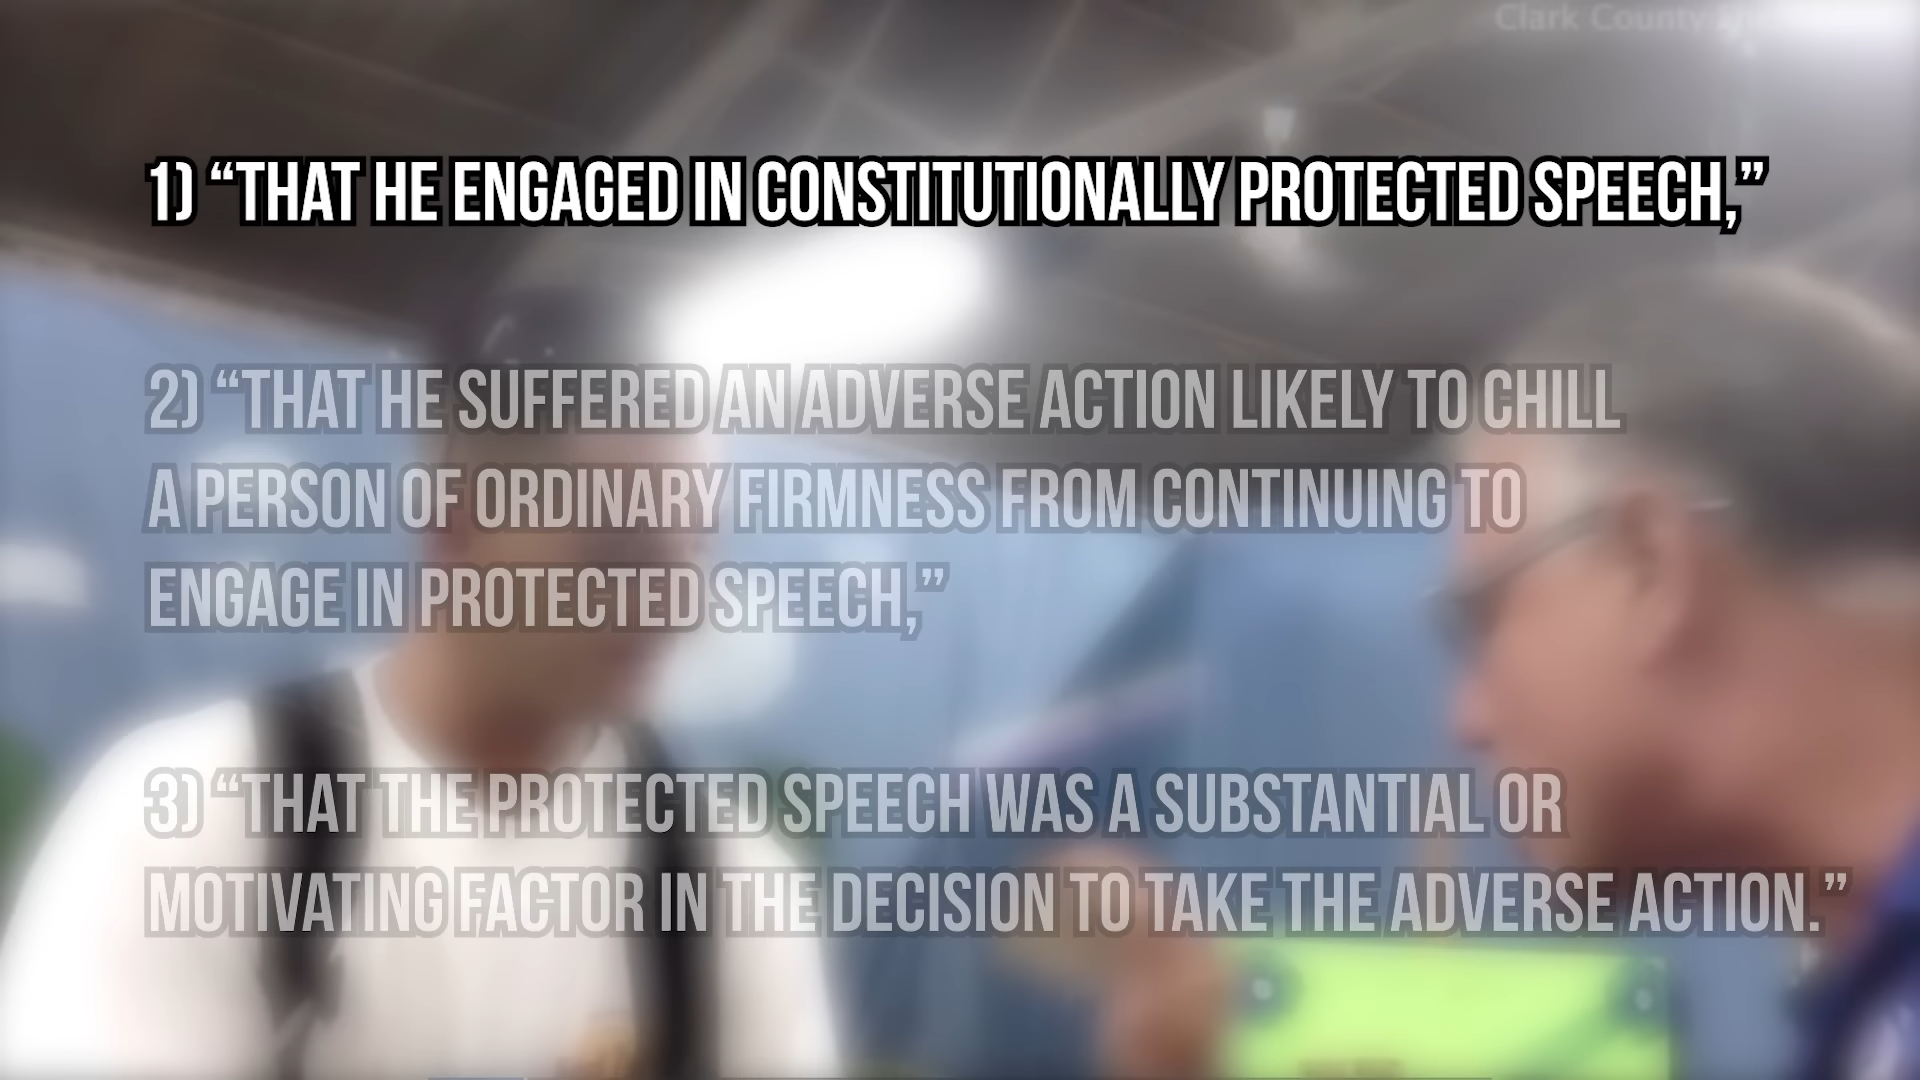 Clark County
1) “THAT HE ENGAGED IN CONSTITUTIONALLY PROTECTED SPEECH,”
2) “THAT HE SUFFERED AN ADVERSE ACTION LIKELY TO CHILL
A PERSON OF ORDINARY FIRMNESS FROM CONTINUING TO
ENGAGE IN PROTECTED SPEECH,”
3) “THAT THE PROTECTED SPEECH WAS A SUBSTANTIAL OR
MOTIVATING FACTOR IN THE DECISION TO TAKE THE ADVERSE ACTION.”